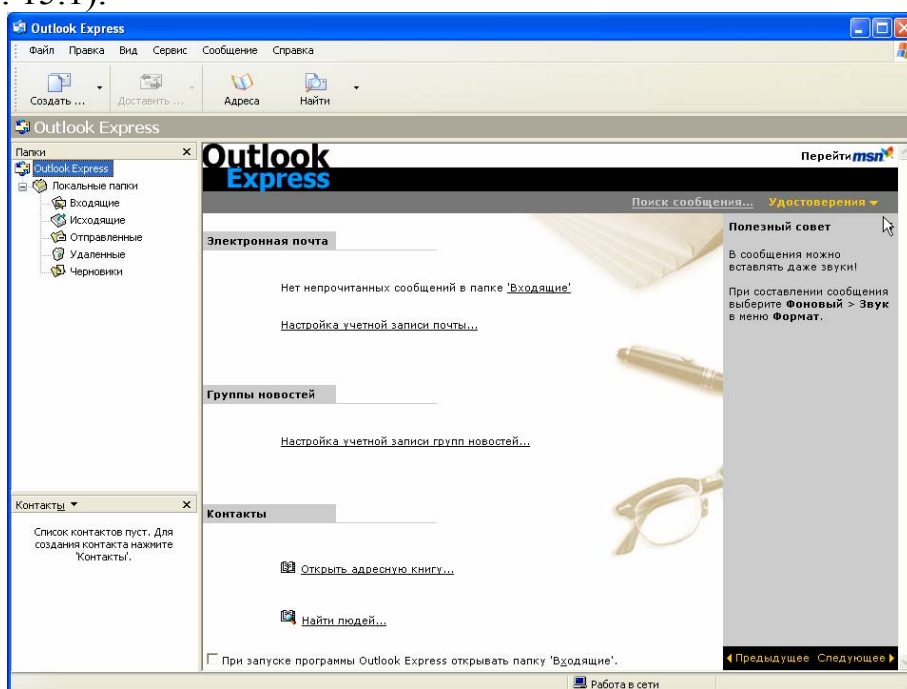 . 15.1).
Outlook Express
Файл Правка Вид Сервис Сообщение Справка
Создать ... Доставить ... Адреса Найти
Outlook Express
Папки
Outlook Express
Локальные папки
Входящие
Исходящие
Отправленные
Удаленные
Черновики
Контакты
Список контактов пуст. Для
создания контакта нажмите
'Контакты'.
Outlook
Express
Перейти msn
Поиск сообщения... Удостоверения
Электронная почта
Нет непрочитанных сообщений в папке 'Входящие'
Настройка учетной записи почты...
Группы новостей
Настройка учетной записи групп новостей...
Контакты
Открыть адресную книгу...
Найти людей...
При запуске программы Outlook Express открывать папку 'Входящие'.
Полезный совет
В сообщения можно
вставлять даже звуки!
При составлении сообщения
выберите Фоновый > Звук
в меню Формат.
Предыдущее Следующее
Работа в сети